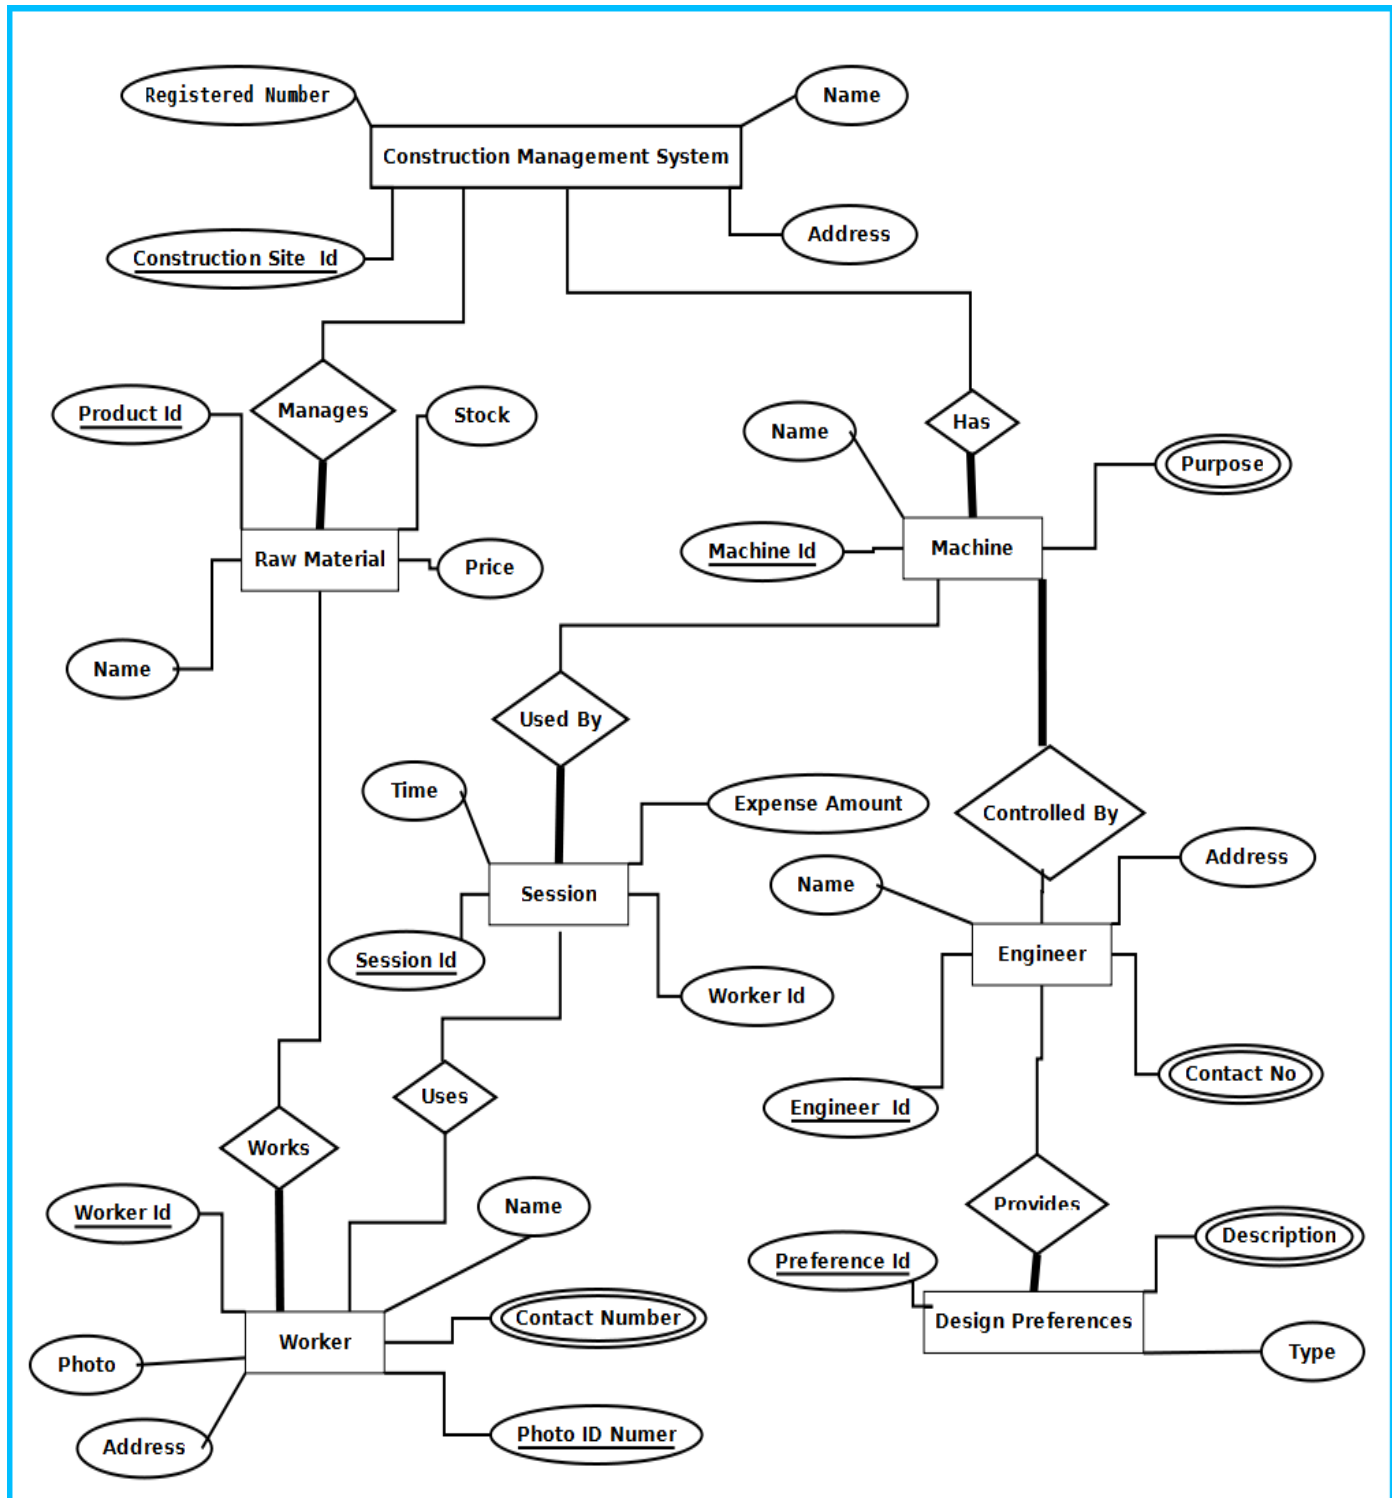 Registered Number
Name
Construction Management System
Address
Construction Site Id
Product Id
Manages
Stock
Has
Name
Purpose
Machine Id
Machine
Raw Material
Price
Name
Used By
Time
Expense Amount
Controlled By
Address
Name
Session
Engineer
Session Id
Worker Id
Contact No
Uses
Engineer Id
Works
Provides
Worker Id
Name
Description
Preference Id
Contact Number
Design Preferences
Worker
Type
Photo
Photo ID Numer
Address